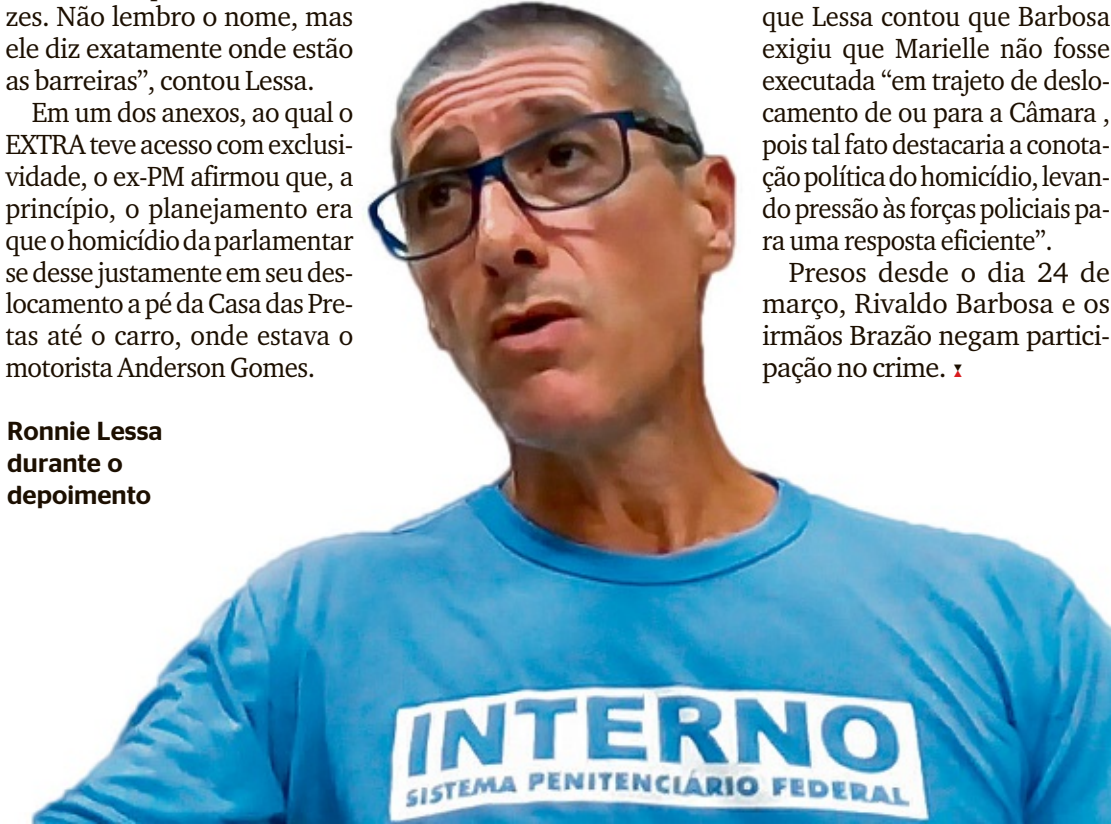 zes. Não lembro o nome, mas
ele diz exatamente onde estão
as barreiras”, contou Lessa.
Em um dos anexos, ao qual o
EXTRA teve acesso com exclusi-
vidade, o ex-PM afirmou que, a
princípio, o planejamento era
que o homicídio da parlamentar
se desse justamente em seu des-
locamento a pé da Casa das Pre-
tas até o carro, onde estava o
motorista Anderson Gomes.
Ronnie Lessa
durante o
depoimento
que Lessa contou que Barbosa
exigiu que Marielle não fosse
executada “em trajeto de deslo-
camento de ou para a Câmara ,
pois tal fato destacaria a conota-
ção política do homicídio, levan-
do pressão às forças policiais pa-
ra uma resposta eficiente”.
Presos desde o dia 24 de
março, Rivaldo Barbosa e os
irmãos Brazão negam partici-
pação no crime.
INTERNO
SISTEMA PENITENCIÁRIO FEDERAL